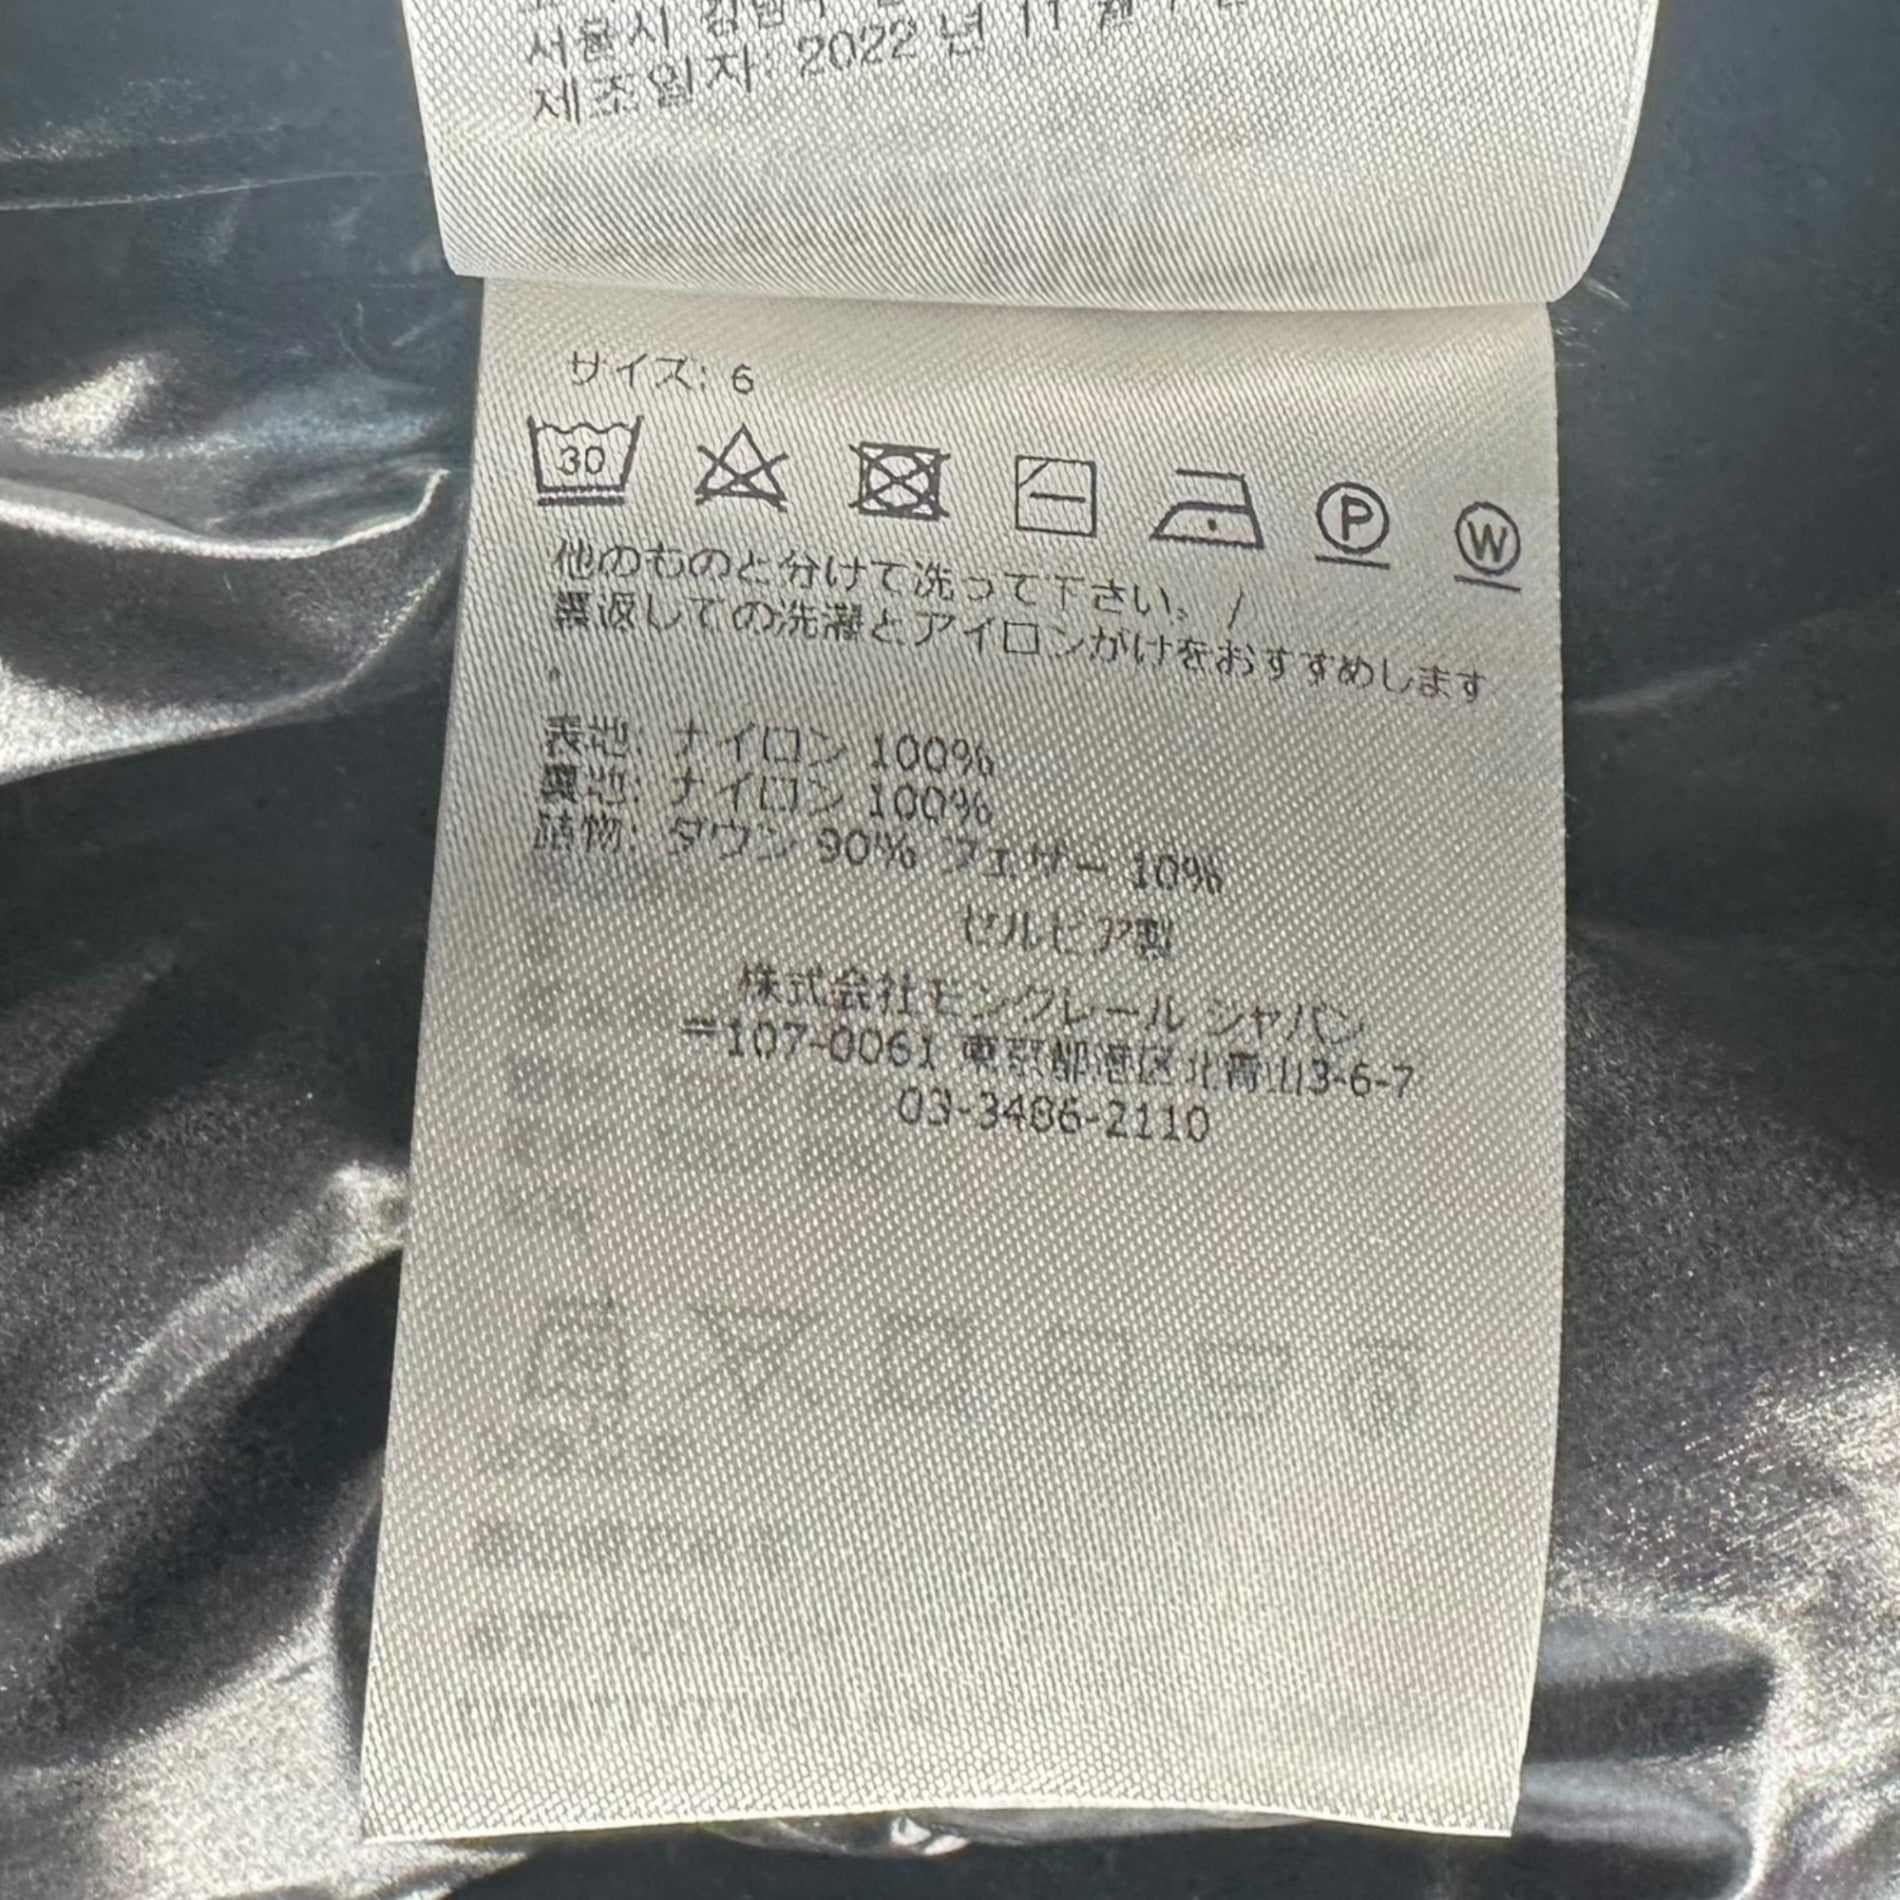 서울시 강남구
제조일자: 2022 년 11 월
サイズ: 6
30
P
W
他のものと分けて洗って下さい。 /
裏返しての洗濯とアイロンがけをおすすめします
。
表地: ナイロン 100%
裏地: ナイロン 100%
詰物: ダウン 90% フェザー 10%
セルビア製
株式会社モンクレール ジャパン
〒107-0061 東京都港区北青山3-6-7
03-3486-2110